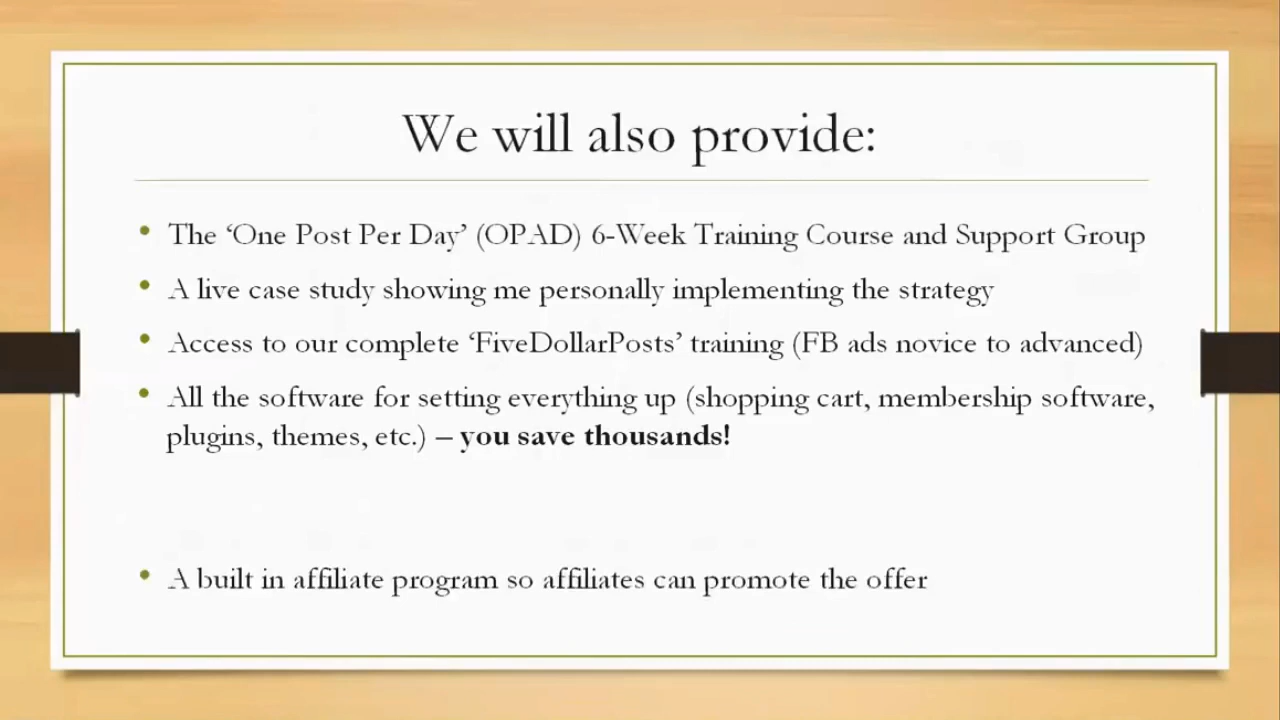 We will also provide:
• The ‘One Post Per Day’ (OPAD) 6-Week Training Course and Support Group
• A live case study showing me personally implementing the strategy
• Access to our complete ‘FiveDollarPosts’ training (FB ads novice to advanced)
• All the software for setting everything up (shopping cart, membership software,
plugins, themes, etc.) – you save thousands!
• A built in affiliate program so affiliates can promote the offer